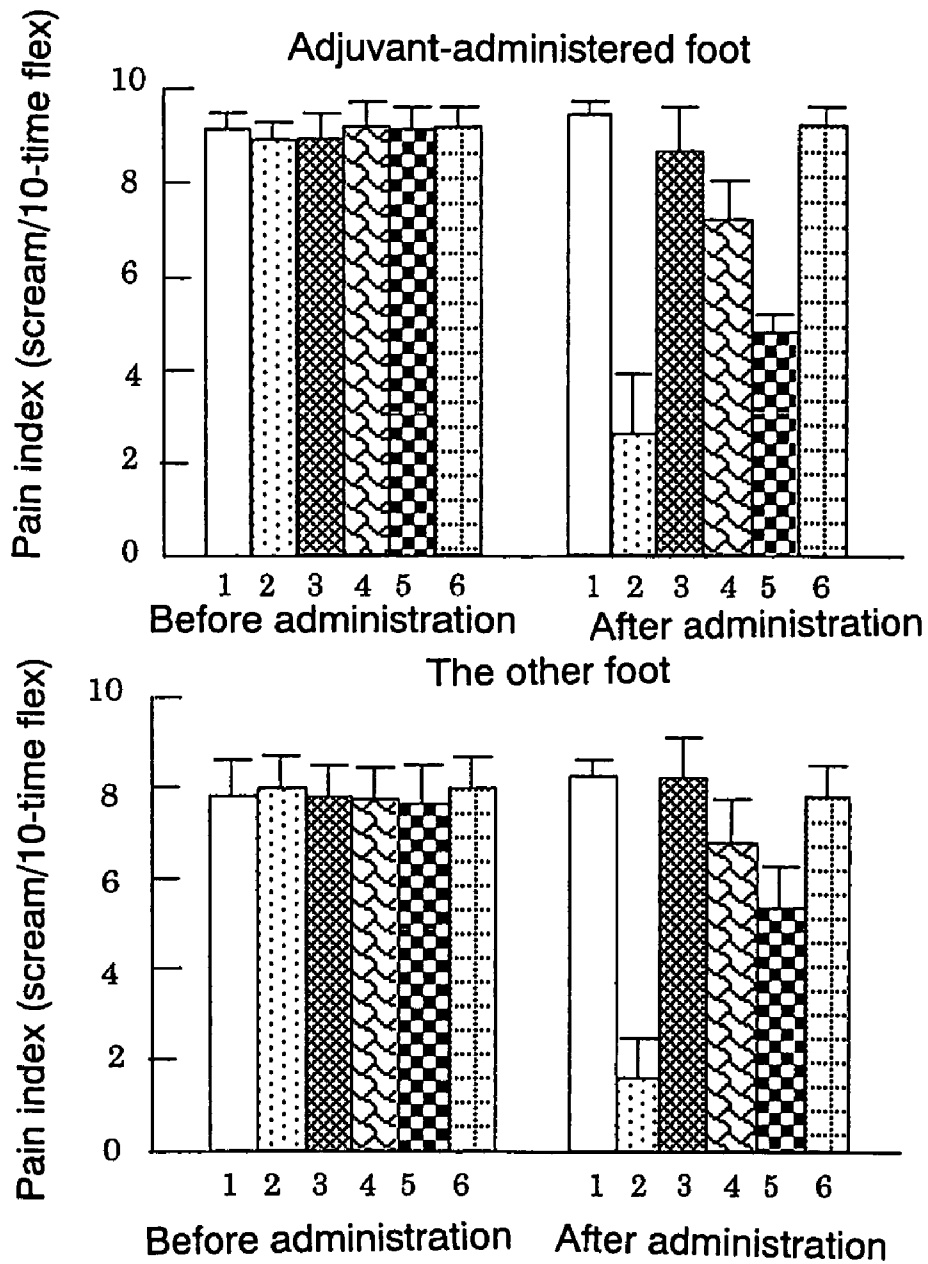 Adjuvant-administered foot
Pain index (scream/10-time flex)
10
8
6
4
2
0
1 2 3 4 5 6
1 2 3 4 5 6
Before administration
After administration
The other foot
Pain index (scream/10-time flex)
10
8
6
4
2
0
1 2 3 4 5 6
1 2 3 4 5 6
Before administration
After administration